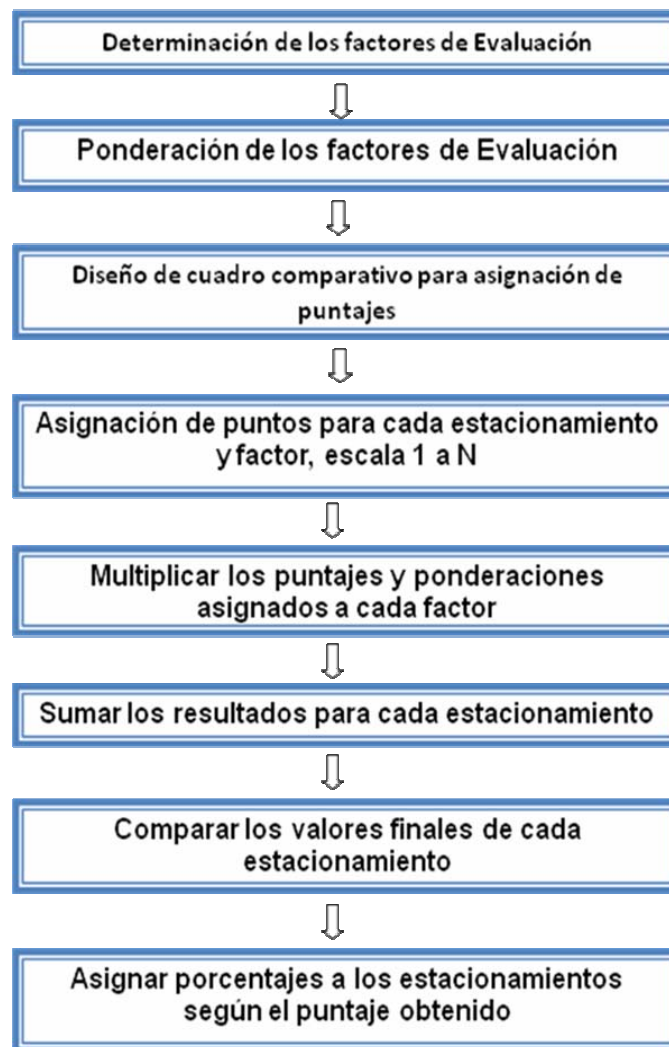 Determinación de los factores de Evaluación
Ponderación de los factores de Evaluación
Diseño de cuadro comparativo para asignación de
puntajes
Asignación de puntos para cada estacionamiento
y factor, escala 1 a N
Multiplicar los puntajes y ponderaciones
asignados a cada factor
Sumar los resultados para cada estacionamiento
Comparar los valores finales de cada
estacionamiento
Asignar porcentajes a los estacionamientos
según el puntaje obtenido